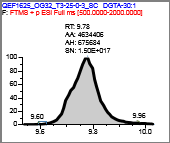 QEF1625_OG32_T3-25-0-3_SC DGTA-30:1
F: FTMS + p ESI Full ms [500.0000-2000.0000]
RT: 9.78
AA: 4634406
AH: 675684
SN: 1.50E+017
100
80
60
40
20
0
9.60
9.96
9.6
9.8
10.0